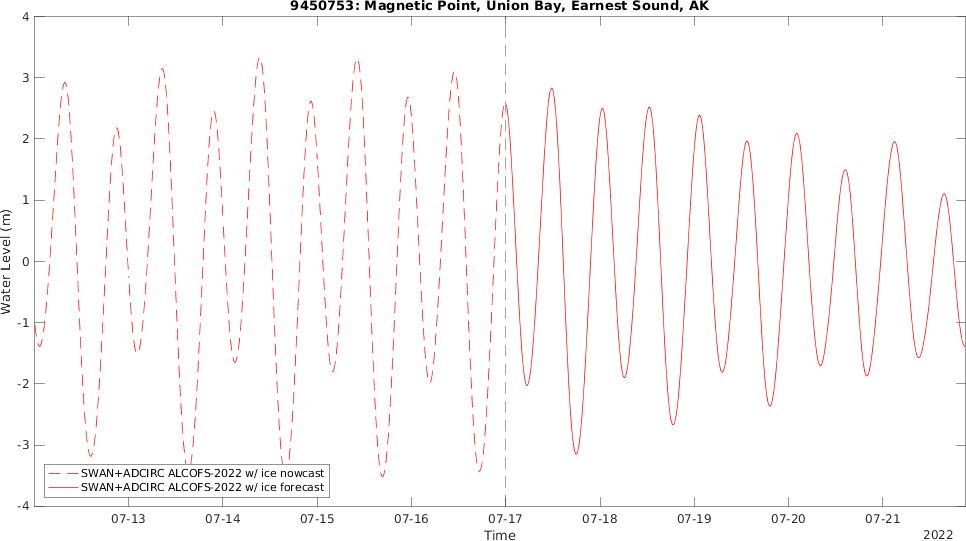 9450753: Magnetic Point, Union Bay, Earnest Sound, AK
4
3
2
1
0
-1
-2
-3
-4
Water Level (m)
SWAN+ADCIRC ALCOFS-2022 w/ ice nowcast
SWAN+ADCIRC ALCOFS-2022 w/ ice forecast
07-13 07-14 07-15 07-16 07-17 07-18 07-19 07-20 07-21
Time
2022